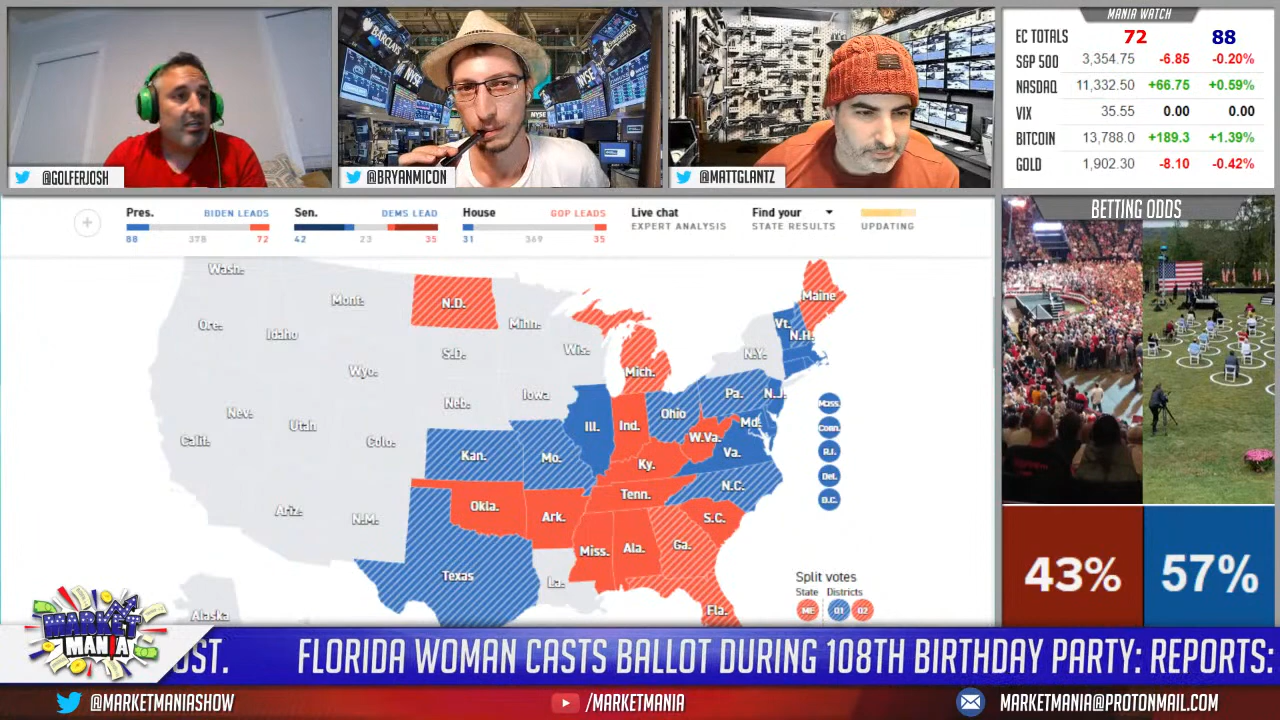 @GOLFERJOSH
BARCLAYS
NYSE
NYSE
@BRYANMICON
@MATTGLANTZ
MANIA WATCH
EC TOTALS 72 88
S&P 500 3,354.75 -6.85 -0.20%
NASDAQ 11,332.50 +66.75 +0.59%
VIX 35.55 0.00 0.00
BITCOIN 13,788.0 +189.3 +1.39%
GOLD 1,902.30 -8.10 -0.42%
BETTING ODDS
43% 57%
Pres. BIDEN LEADS
88 378 72
Sen. DEMS LEAD
42 23 35
House GOP LEADS
31 369 35
Live chat
EXPERT ANALYSIS
Find your
STATE RESULTS
UPDATING
Wash.
Mont.
N.D.
Minn.
Maine
Vt.
N.H.
Ore.
Idaho
S.D.
Wis.
N.Y.
Wyo.
Mich.
Neb.
Iowa
Pa.
N.J.
Nev.
Utah
Colo.
Calif.
Ill.
Ind.
Ohio
Md.
W.Va.
Va.
Kan.
Mo.
Ky.
N.C.
Mass.
Conn.
R.I.
Del.
D.C.
Ariz.
N.M.
Okla.
Ark.
Tenn.
S.C.
Miss.
Ala.
Ga.
Texas
La.
Fla.
Alaska
Split votes
State Districts
ME 01 02
MARKET
MANIA
OST. FLORIDA WOMAN CASTS BALLOT DURING 108TH BIRTHDAY PARTY: REPORTS:
@MARKETMANIASHOW
/MARKETMANIA
MARKETMANIA@PROTONMAIL.COM